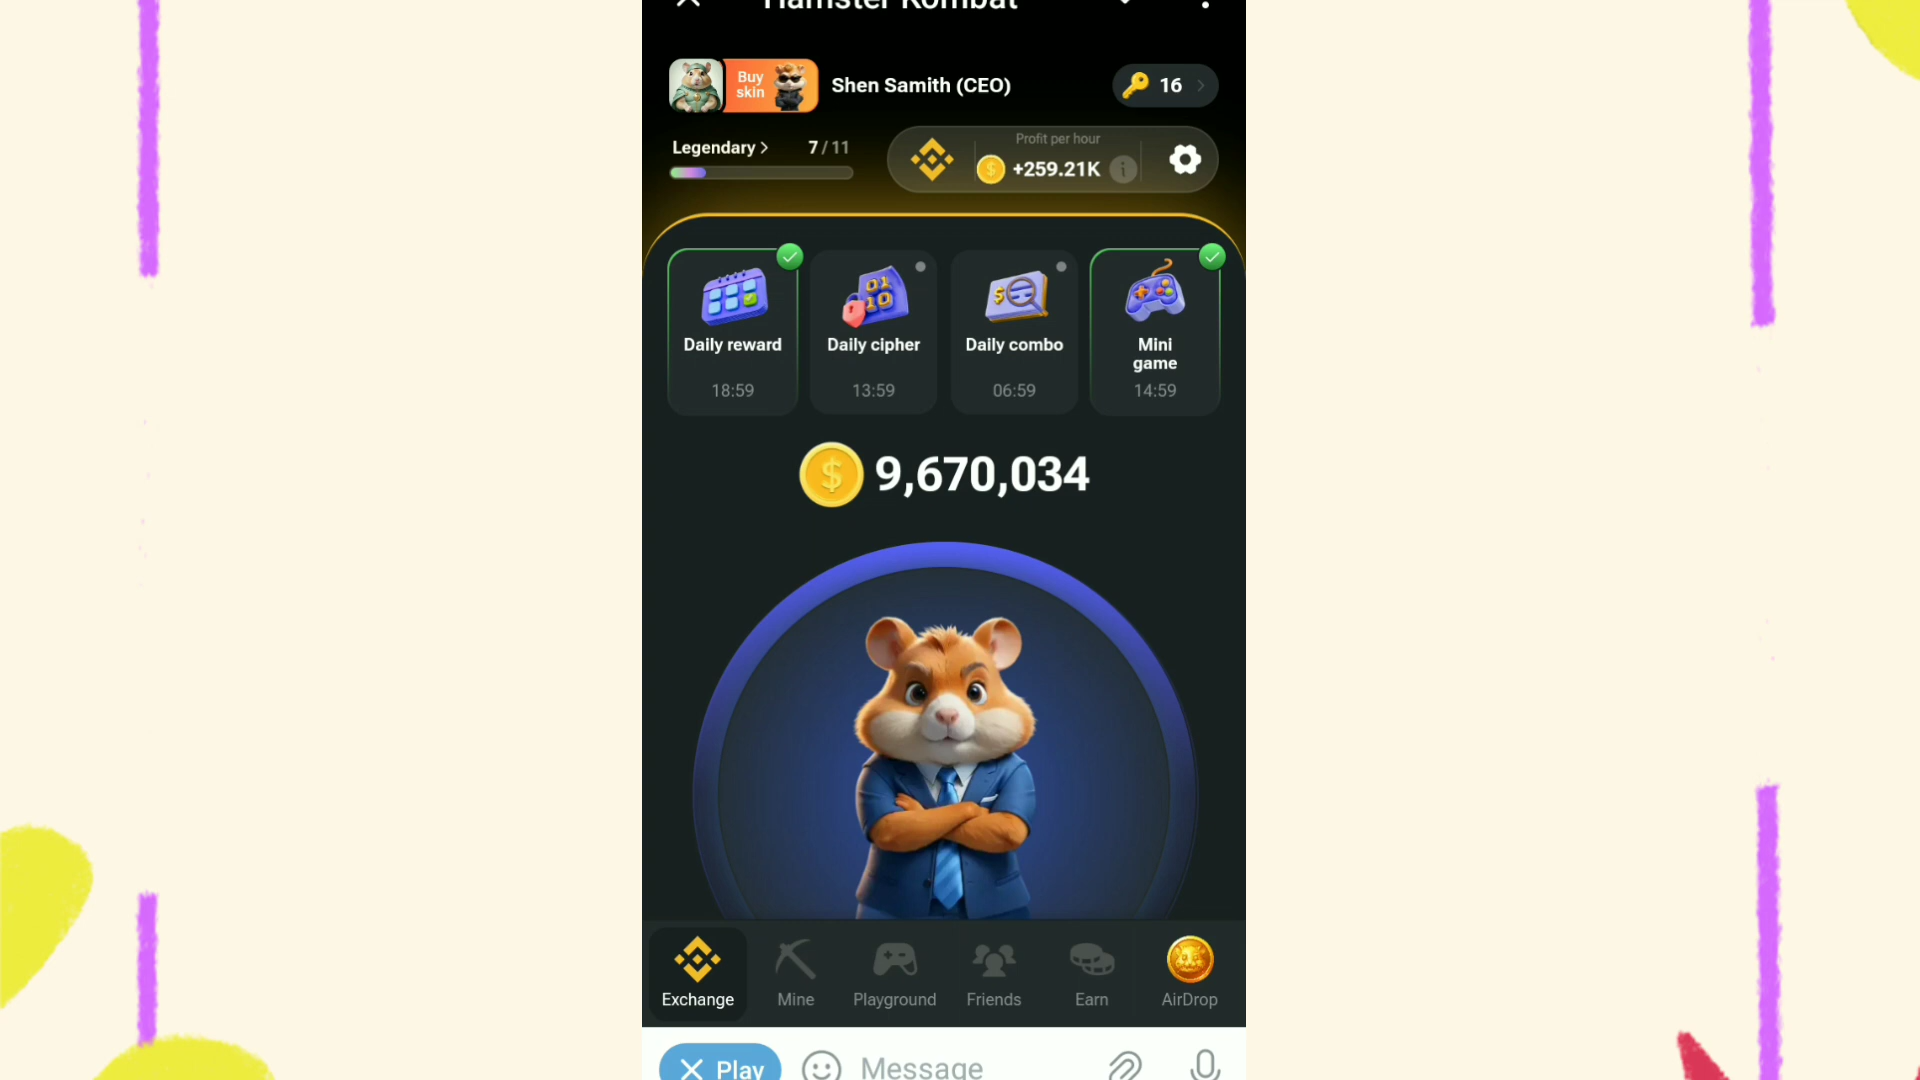 Hamster Kombat
Buy
skin
Shen Samith (CEO)
16
Legendary
7/11
Profit per hour
+259.21K
Daily reward
18:59
Daily cipher
13:59
Daily combo
06:59
Mini
game
14:59
9,670,034
Exchange
Mine
Playground
Friends
Earn
AirDrop
Play
Message